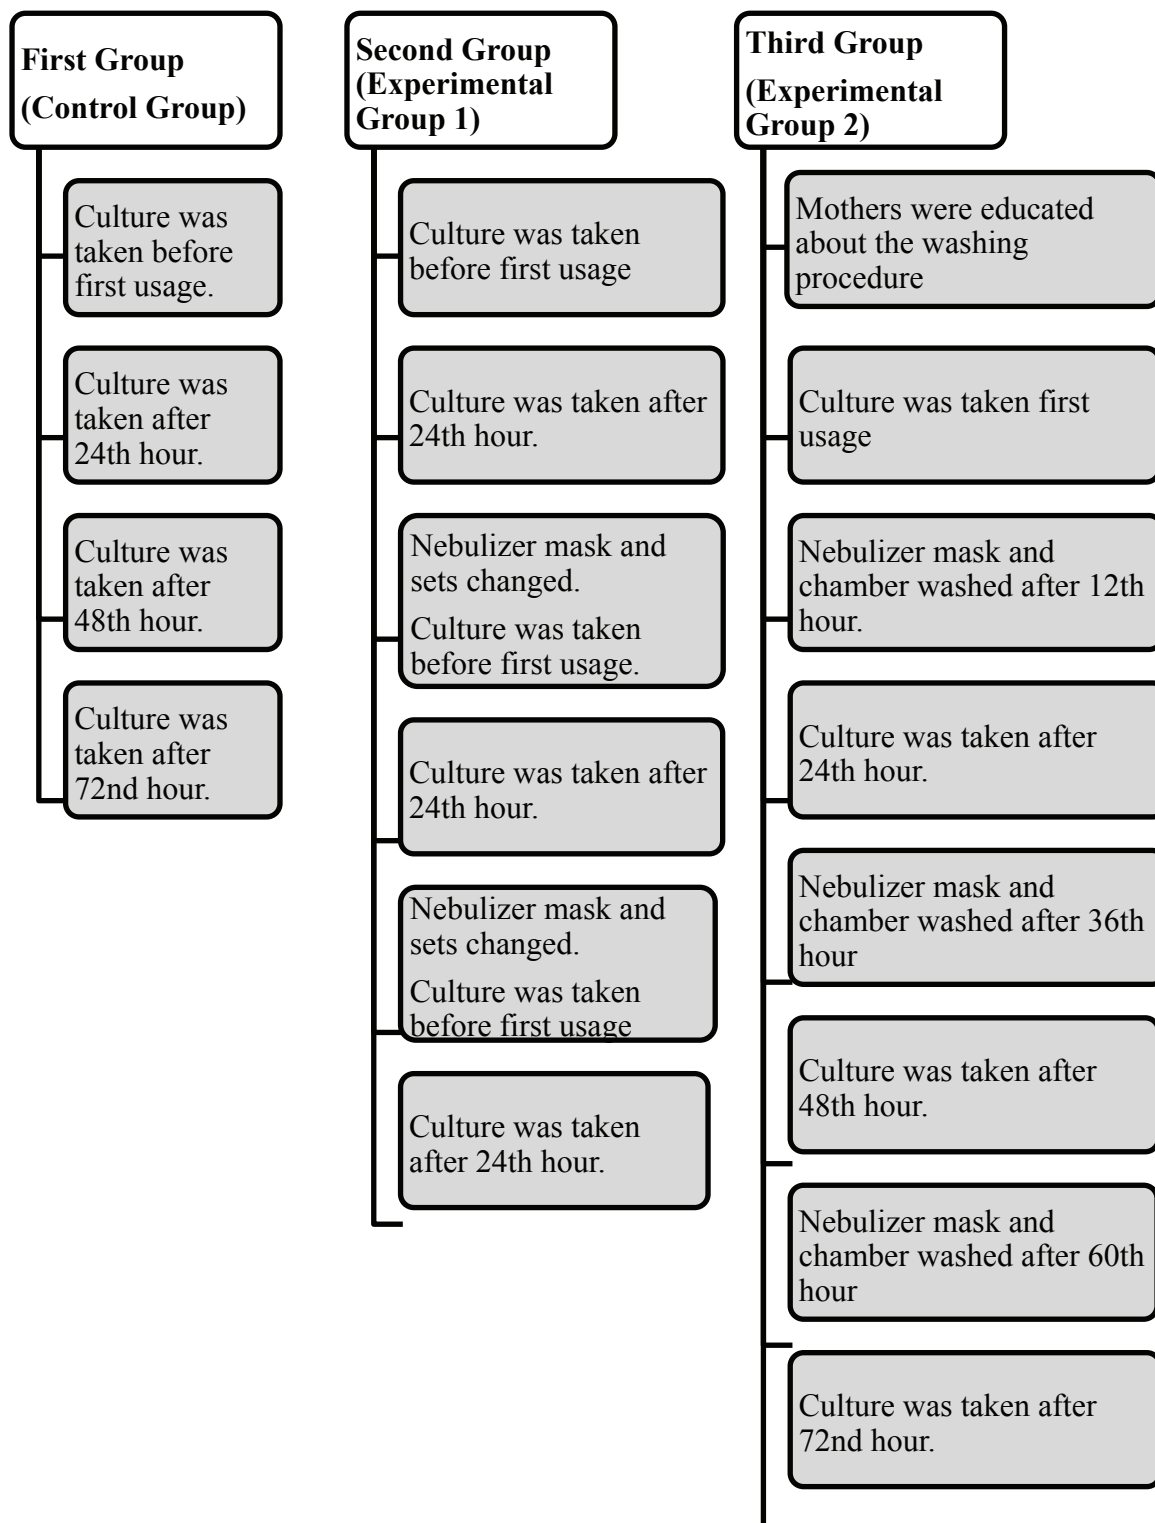 First Group
(Control Group)
Culture was
taken before
first usage.
Culture was
taken after
24th hour.
Culture was
taken after
48th hour.
Culture was
taken after
72nd hour.
Second Group
(Experimental
Group 1)
Culture was taken
before first usage
Culture was taken after
24th hour.
Nebulizer mask and
sets changed.
Culture was taken
before first usage.
Culture was taken after
24th hour.
Nebulizer mask and
sets changed.
Culture was taken
before first usage
Culture was taken
after 24th hour.
Third Group
(Experimental
Group 2)
Mothers were educated
about the washing
procedure
Culture was taken first
usage
Nebulizer mask and
chamber washed after 12th
hour.
Culture was taken after
24th hour.
Nebulizer mask and
chamber washed after 36th
hour
Culture was taken after
48th hour.
Nebulizer mask and
chamber washed after 60th
hour
Culture was taken after
72nd hour.